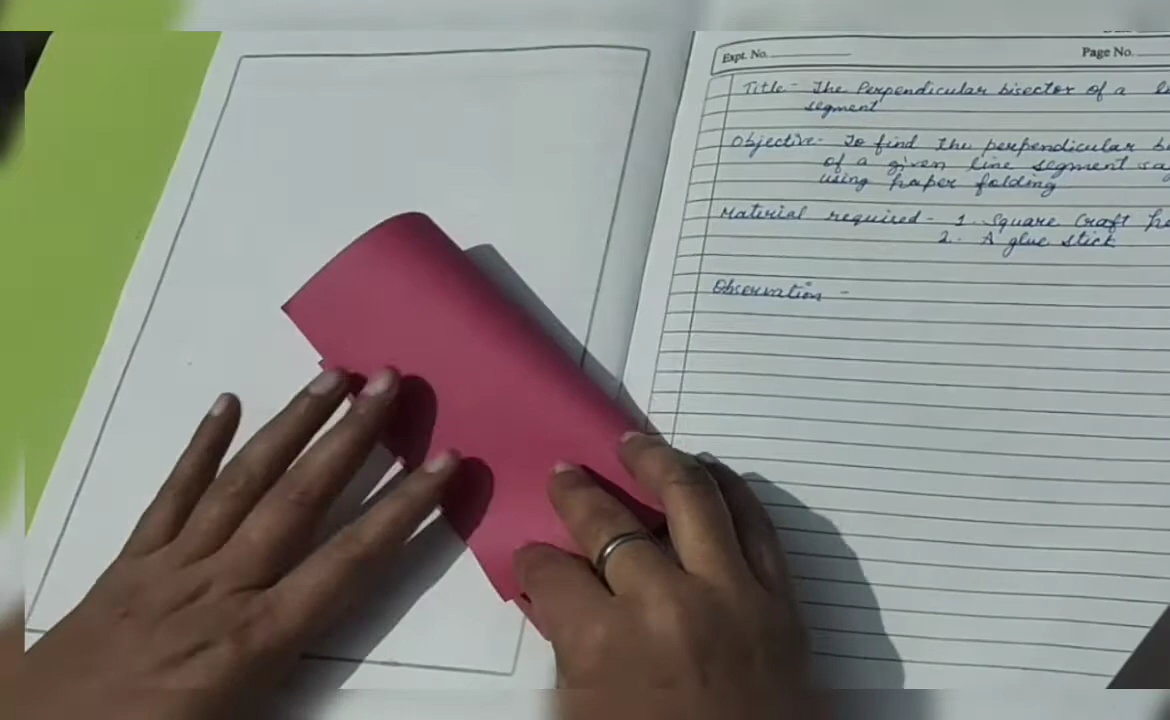 Expt. No.
Page No.
Title- The Perpendicular bisector of a
segment
Objective- To find the perpendicular
of a given line segment
using paper folding
Material required- 1. Square Craft
2. A glue stick
Observation -